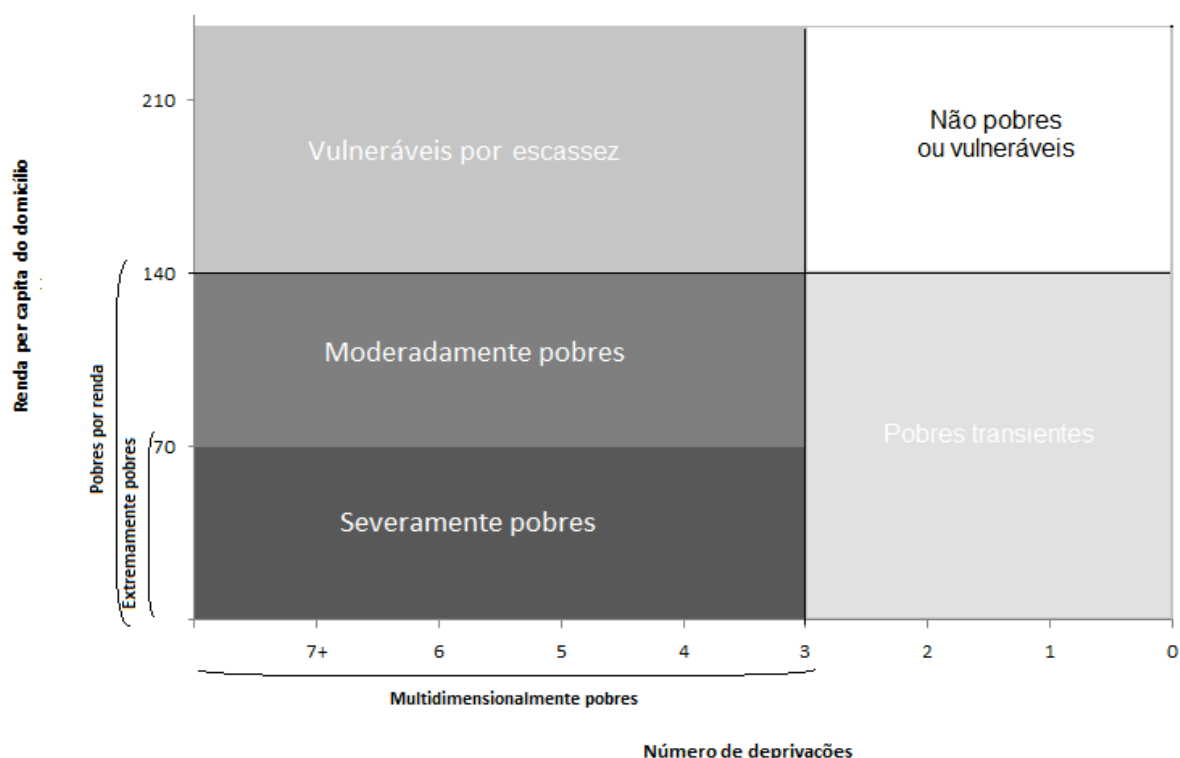 210
Não pobres
ou vulneráveis
Vulneráveis por escassez
Renda per capita do domicílio
140
Moderadamente pobres
Pobres por renda
70
Pobres transientes
Extremamente pobres
Severamente pobres
7+ 6 5 4 3 2 1 0
Multidimensionalmente pobres
Número de deprivações